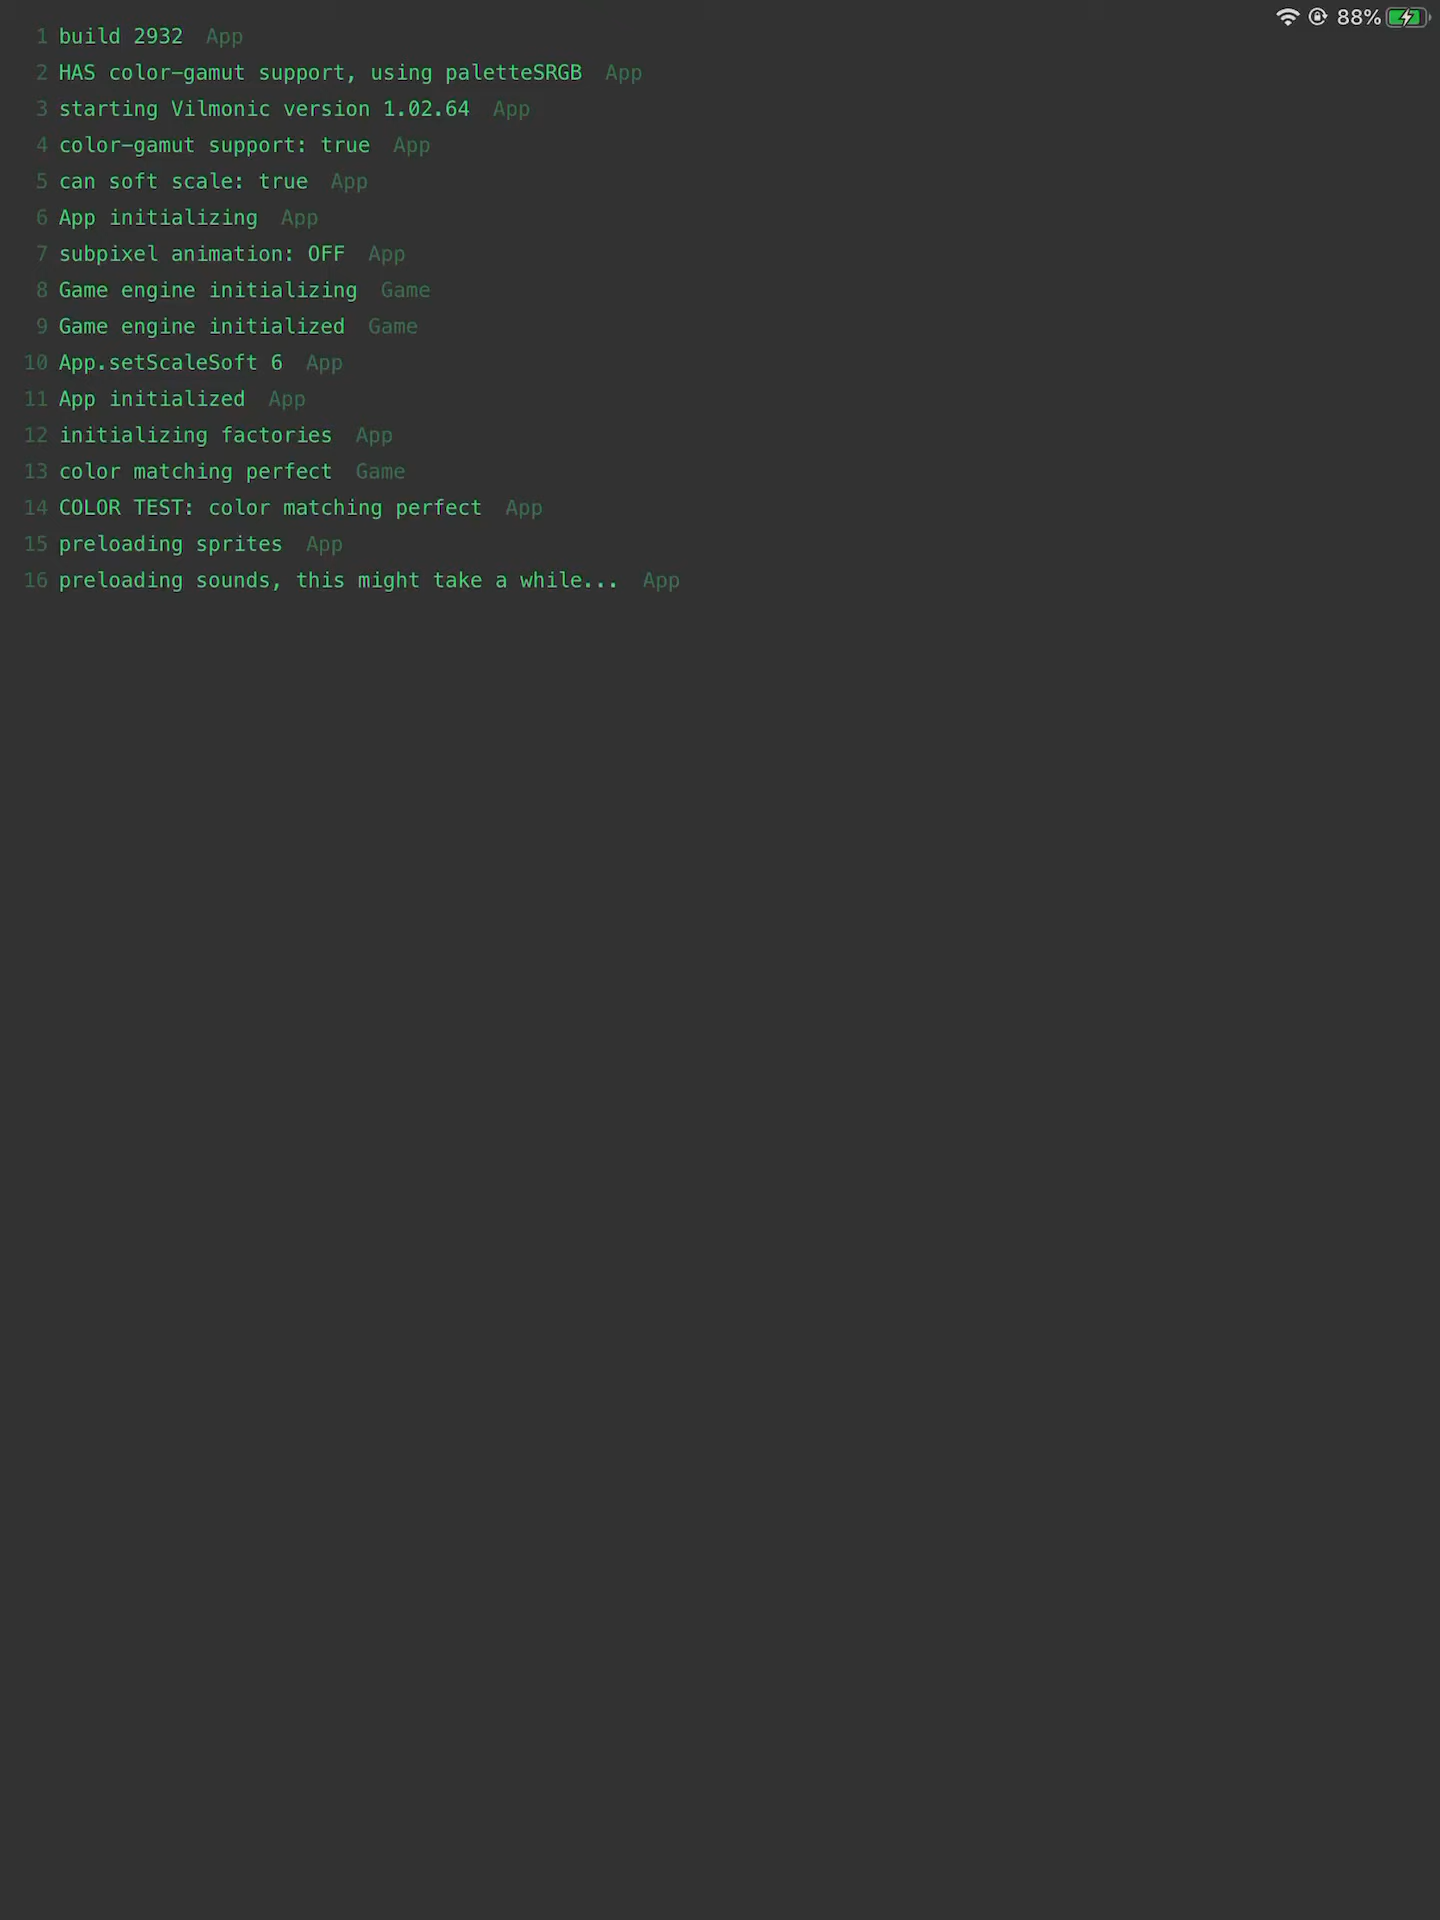 88%
1 build 2932 App
2 HAS color-gamut support, using paletteSRGB App
3 starting Vilmonic version 1.02.64 App
4 color-gamut support: true App
5 can soft scale: true App
6 App initializing App
7 subpixel animation: OFF App
8 Game engine initializing Game
9 Game engine initialized Game
10 App.setScaleSoft 6 App
11 App initialized App
12 initializing factories App
13 color matching perfect Game
14 COLOR TEST: color matching perfect App
15 preloading sprites App
16 preloading sounds, this might take a while... App